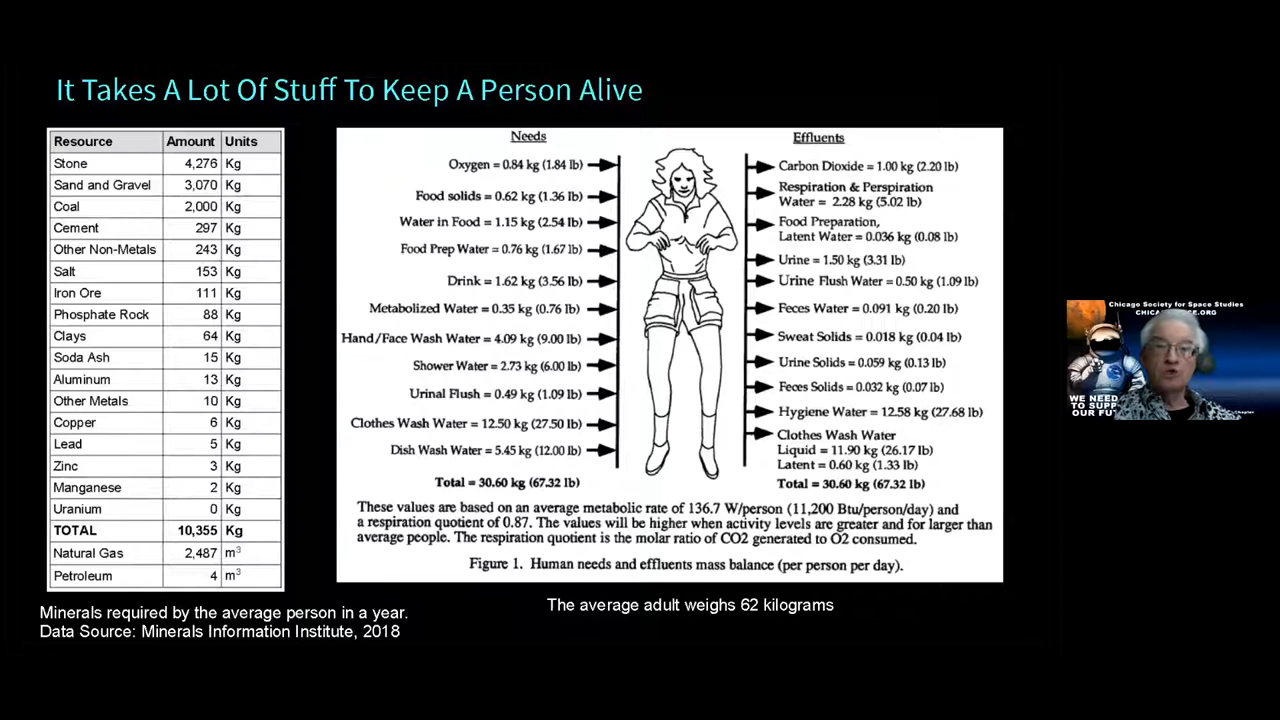 It Takes A Lot Of Stuff To Keep A Person Alive
Resource Amount Units
Stone 4,276 Kg
Sand and Gravel 3,070 Kg
Coal 2,000 Kg
Cement 297 Kg
Other Non-Metals 243 Kg
Salt 153 Kg
Iron Ore 111 Kg
Phosphate Rock 88 Kg
Clays 64 Kg
Soda Ash 15 Kg
Aluminum 13 Kg
Other Metals 10 Kg
Copper 6 Kg
Lead 5 Kg
Zinc 3 Kg
Manganese 2 Kg
Uranium 0 Kg
TOTAL 10,355 Kg
Natural Gas 2,487 m³
Petroleum 4 m³
Minerals required by the average person in a year.
Data Source: Minerals Information Institute, 2018
Needs
Oxygen = 0.84 kg (1.84 lb)
Food solids = 0.62 kg (1.36 lb)
Water in Food = 1.15 kg (2.54 lb)
Food Prep Water = 0.76 kg (1.67 lb)
Drink = 1.62 kg (3.56 lb)
Metabolized Water = 0.35 kg (0.76 lb)
Hand/Face Wash Water = 4.09 kg (9.00 lb)
Shower Water = 2.73 kg (6.00 lb)
Urinal Flush = 0.49 kg (1.09 lb)
Clothes Wash Water = 12.50 kg (27.50 lb)
Dish Wash Water = 5.45 kg (12.00 lb)
Total = 30.60 kg (67.32 lb)
Effluents
Carbon Dioxide = 1.00 kg (2.20 lb)
Respiration & Perspiration
Water = 2.28 kg (5.02 lb)
Food Preparation,
Latent Water = 0.036 kg (0.08 lb)
Urine = 1.50 kg (3.31 lb)
Urine Flush Water = 0.50 kg (1.09 lb)
Feces Water = 0.091 kg (0.20 lb)
Sweat Solids = 0.018 kg (0.04 lb)
Urine Solids = 0.059 kg (0.13 lb)
Feces Solids = 0.032 kg (0.07 lb)
Hygiene Water = 12.58 kg (27.68 lb)
Clothes Wash Water
Liquid = 11.90 kg (26.17 lb)
Latent = 0.60 kg (1.33 lb)
Total = 30.60 kg (67.32 lb)
These values are based on an average metabolic rate of 136.7 W/person (11,200 Btu/person/day) and
a respiration quotient of 0.87. The values will be higher when activity levels are greater and for larger than
average people. The respiration quotient is the molar ratio of CO2 generated to O2 consumed.
Figure 1. Human needs and effluents mass balance (per person per day).
The average adult weighs 62 kilograms
Chicago Society for Space Studies
WE NEED
TO SUPP
OUR FU